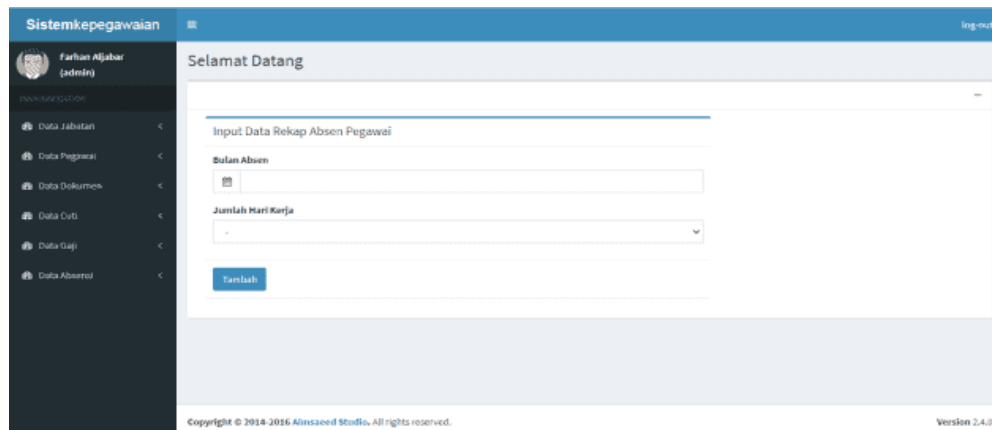 Sistemkepegawaian
log-out
Farhan Aljabar
(admin)
Selamat Datang
Data Jabatan
Data Pegawai
Data Dokumen
Data Cuti
Data Gaji
Data Absensi
Input Data Rekap Absen Pegawai
Bulan Absen
Jumlah Hari Kerja
-
Tambah
Copyright © 2014-2016 Almsaeed Studio. All rights reserved.
Version 2.4.0